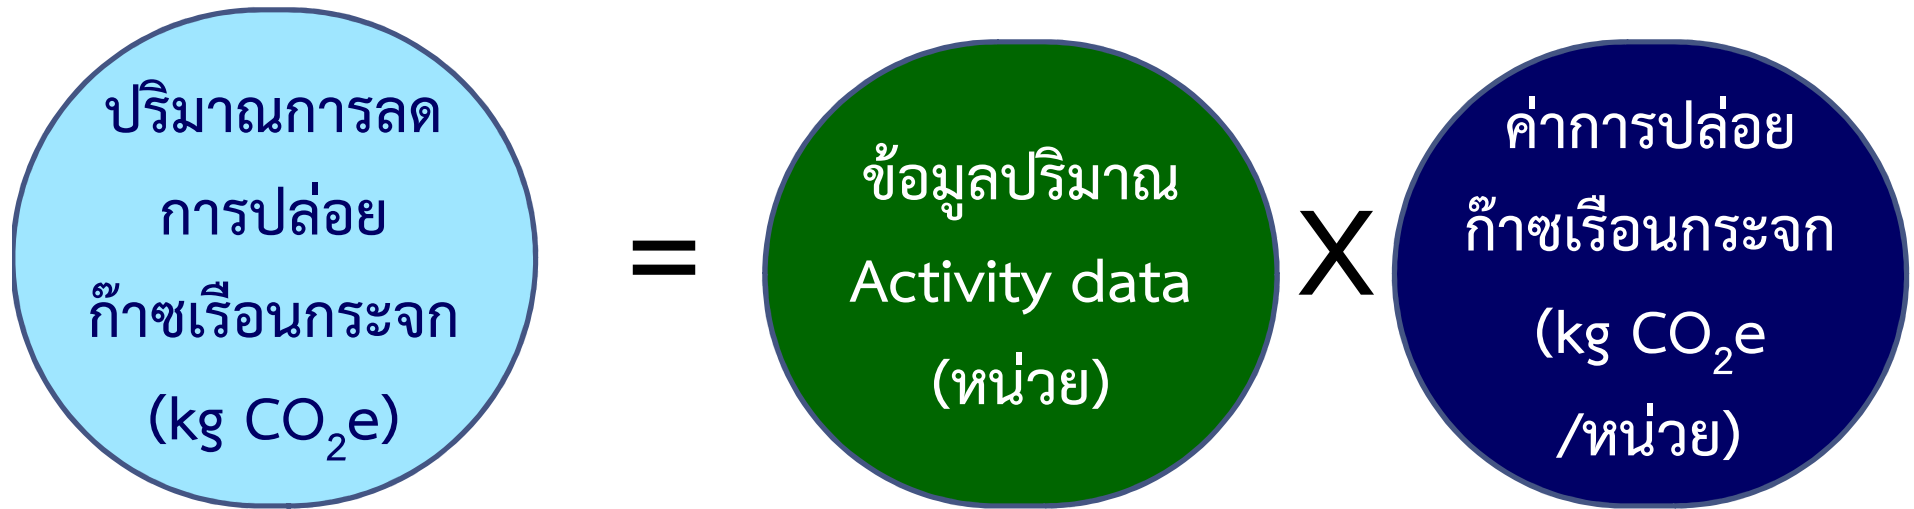 ปริมาณการลด
การปล่อย
ก๊าซเรือนกระจก
(kg CO₂e)
=
ข้อมูลปริมาณ
Activity data
(หน่วย)
X
ค่าการปล่อย
ก๊าซเรือนกระจก
(kg CO₂e
/หน่วย)